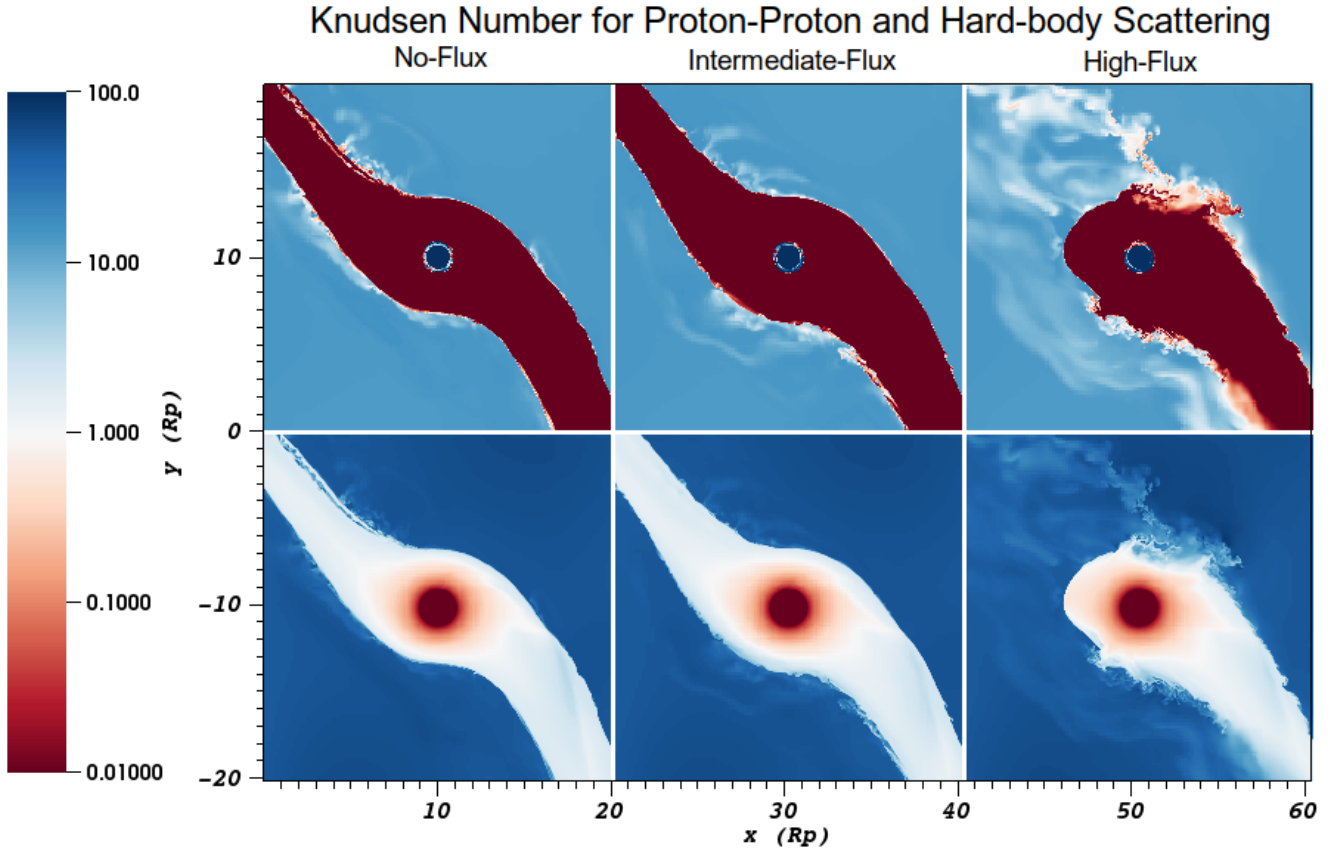 Knudsen Number for Proton-Proton and Hard-body Scattering
No-Flux Intermediate-Flux High-Flux
100.0
10.00
1.000
0.1000
0.01000
y (Rp)
10
0
-10
-20
10 20 30 40 50 60
x (Rp)